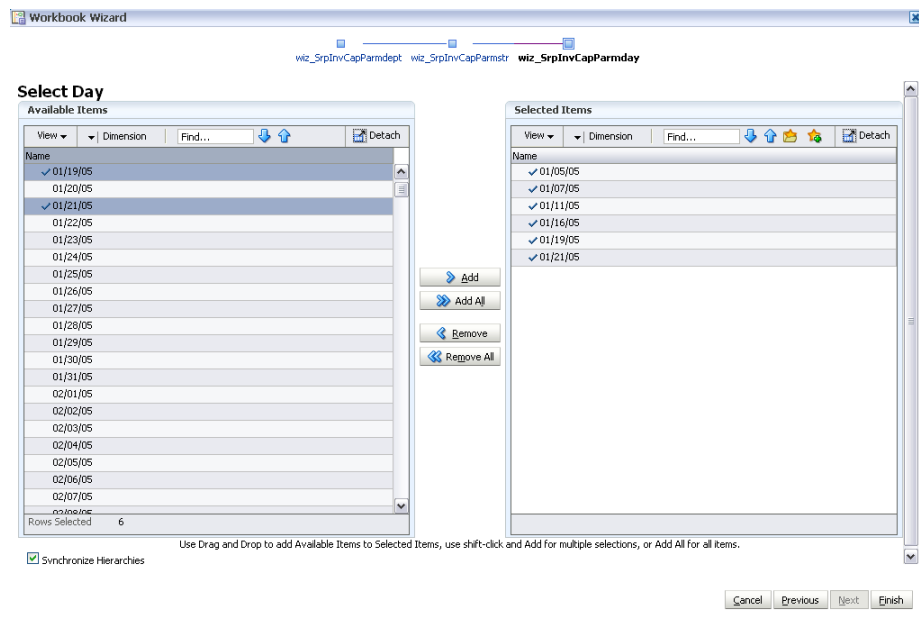 Workbook Wizard
wiz_SrpInvCapParmdept wiz_SrpInvCapParmstr wiz_SrpInvCapParmday
Select Day
Available Items
View Dimension Find... Detach
Name
01/19/05
01/20/05
01/21/05
01/22/05
01/23/05
01/24/05
01/25/05
01/26/05
01/27/05
01/28/05
01/29/05
01/30/05
01/31/05
02/01/05
02/02/05
02/03/05
02/04/05
02/05/05
02/06/05
02/07/05
02/08/05
Rows Selected 6
Add
Add All
Remove
Remove All
Selected Items
View Dimension Find... Detach
Name
01/05/05
01/07/05
01/11/05
01/16/05
01/19/05
01/21/05
Use Drag and Drop to add Available Items to Selected Items, use shift-click and Add for multiple selections, or Add All for all items.
Synchronize Hierarchies
Cancel Previous Next Finish